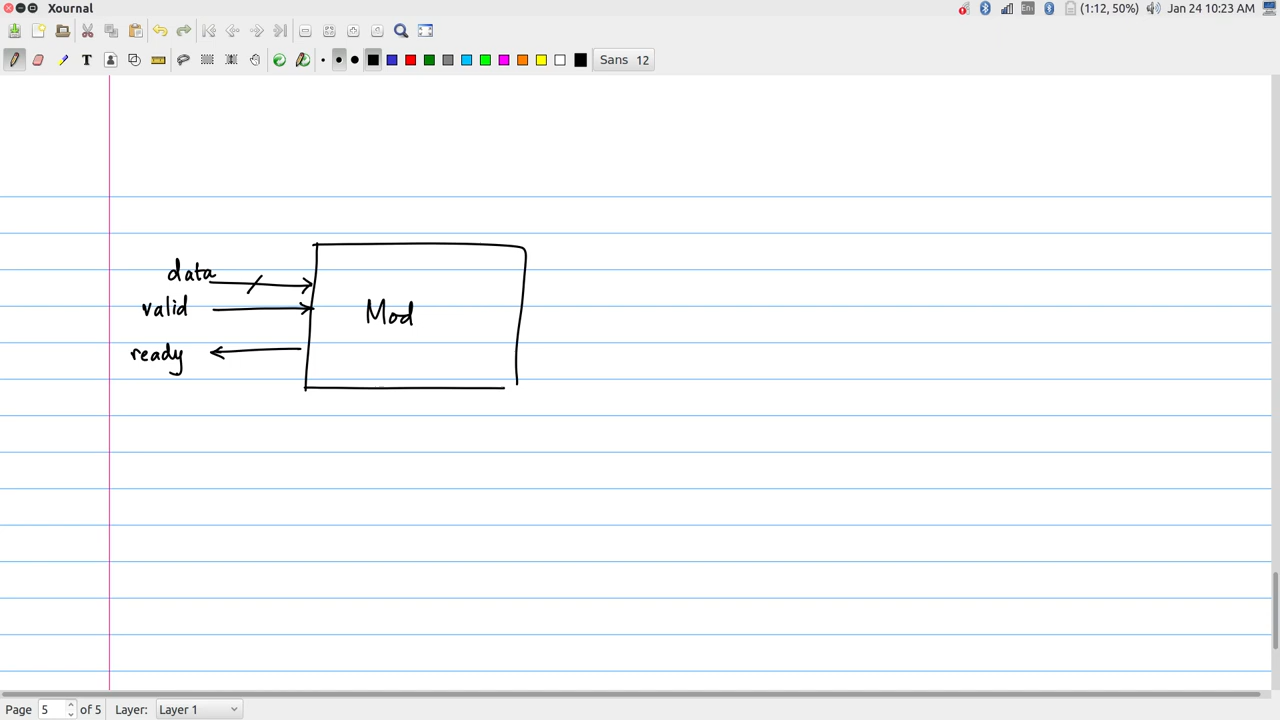 Xournal
(1:12, 50%)
Jan 24 10:23 AM
En
T
Sans 12
data
valid
Mod
ready
Page 5 of 5 Layer: Layer 1